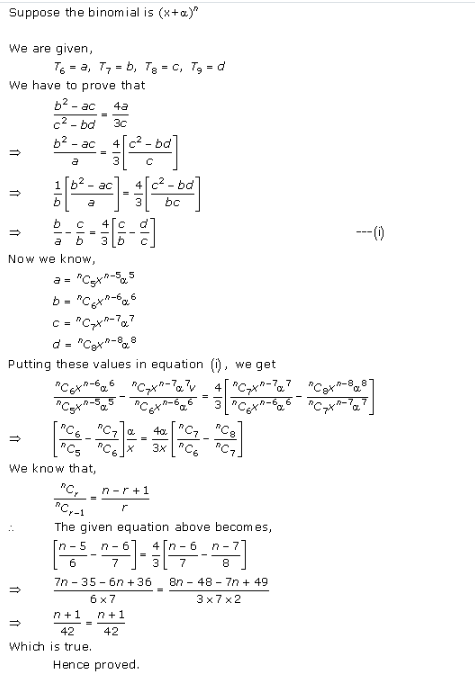 Suppose the binomial is (x+α)ⁿ
We are given,
T₆ = a, T₇ = b, T₈ = c, T₉ = d
We have to prove that
(b² − ac)/(c² − bd) = 4a/3c
⇒ (b² − ac)/a = 4/3[(c² − bd)/c]
⇒ 1/b[(b² − ac)/a] = 4/3[(c² − bd)/bc]
⇒ b/a − c/b = 4/3[c/b − d/c] ---(i)
Now we know,
a = ⁿC₅xⁿ⁻⁵α⁵
b = ⁿC₆xⁿ⁻⁶α⁶
c = ⁿC₇xⁿ⁻⁷α⁷
d = ⁿC₈xⁿ⁻⁸α⁸
Putting these values in equation (i), we get
ⁿC₆xⁿ⁻⁶α⁶/ⁿC₅xⁿ⁻⁵α⁵ − ⁿC₇xⁿ⁻⁷α⁷v/ⁿC₆xⁿ⁻⁶α⁶ = 4/3[ⁿC₇xⁿ⁻⁷α⁷/ⁿC₆xⁿ⁻⁶α⁶ − ⁿC₈xⁿ⁻⁸α⁸/ⁿC₇xⁿ⁻⁷α⁷]
⇒ [ⁿC₆/ⁿC₅ − ⁿC₇/ⁿC₆]α/x = 4α/3x[ⁿC₇/ⁿC₆ − ⁿC₈/ⁿC₇]
We know that,
ⁿCᵣ/ⁿCᵣ₋₁ = (n − r + 1)/r
∴ The given equation above becomes,
[(n − 5)/6 − (n − 6)/7] = 4/3[(n − 6)/7 − (n − 7)/8]
⇒ (7n − 35 − 6n + 36)/(6 × 7) = (8n − 48 − 7n + 49)/(3 × 7 × 2)
⇒ (n + 1)/42 = (n + 1)/42
Which is true.
Hence proved.